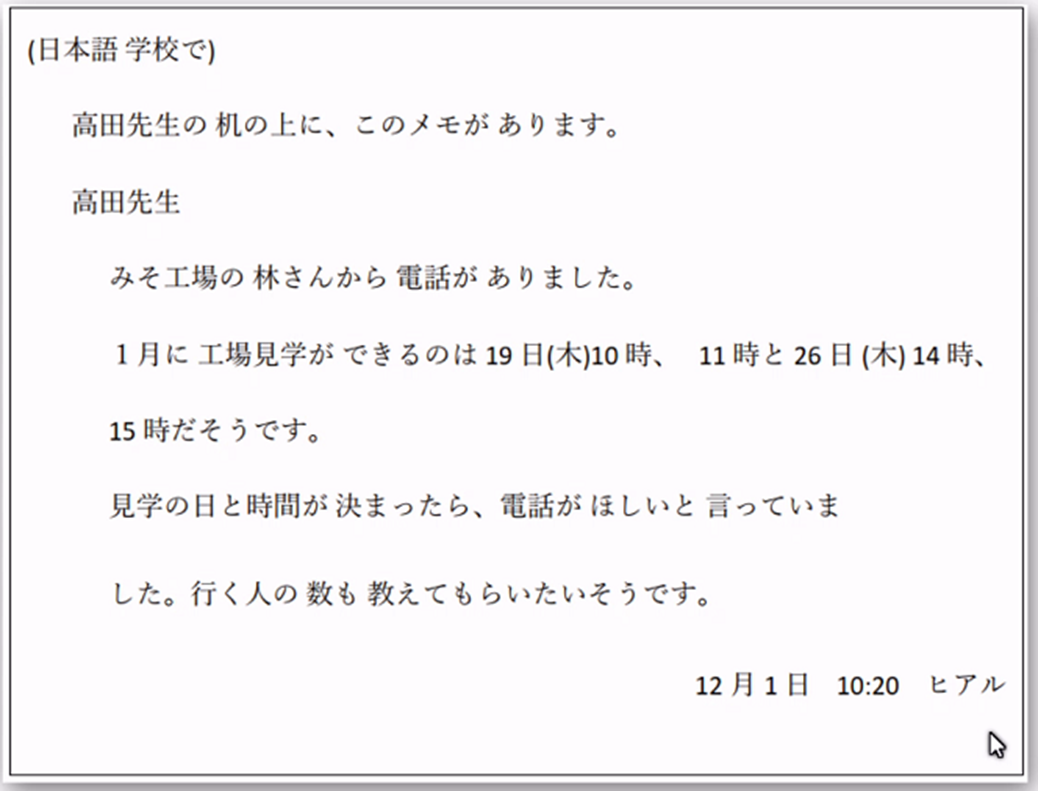 (日本語 学校で)
高田先生の 机の上に、このメモが あります。
高田先生
みそ工場の 林さんから 電話が ありました。
１月に 工場見学が できるのは 19 日(木)10 時、 11 時と 26 日 (木) 14 時、
15 時だそうです。
見学の日と時間が 決まったら、電話が ほしいと 言っていま
した。行く人の 数も 教えてもらいたいそうです。
12 月 1 日　10:20　ヒアル